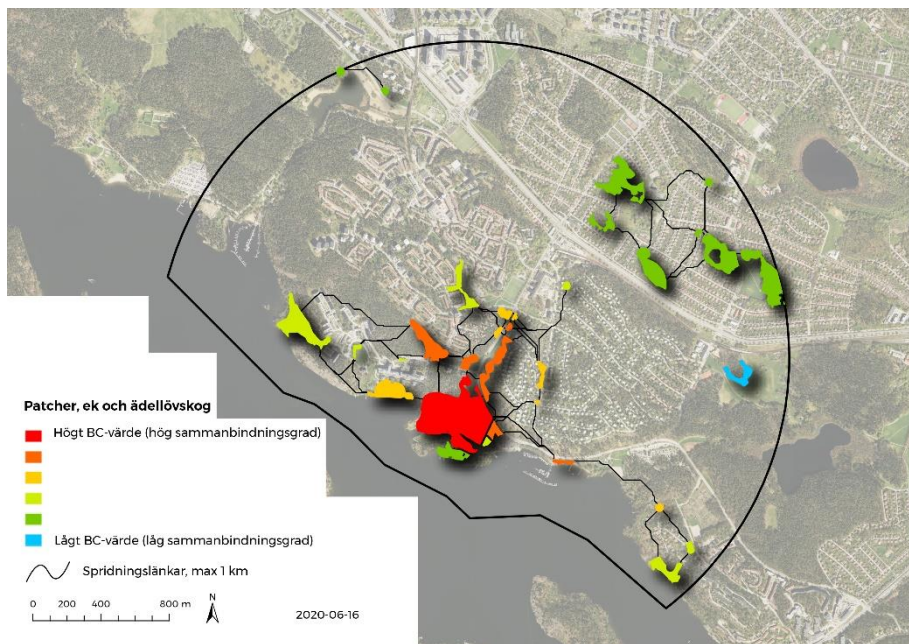 Patcher, ek och ädellövskog
Högt BC-värde (hög sammanbindningsgrad)
Lågt BC-värde (låg sammanbindningsgrad)
Spridningslänkar, max 1 km
0 200 400 800 m
N
2020-06-16